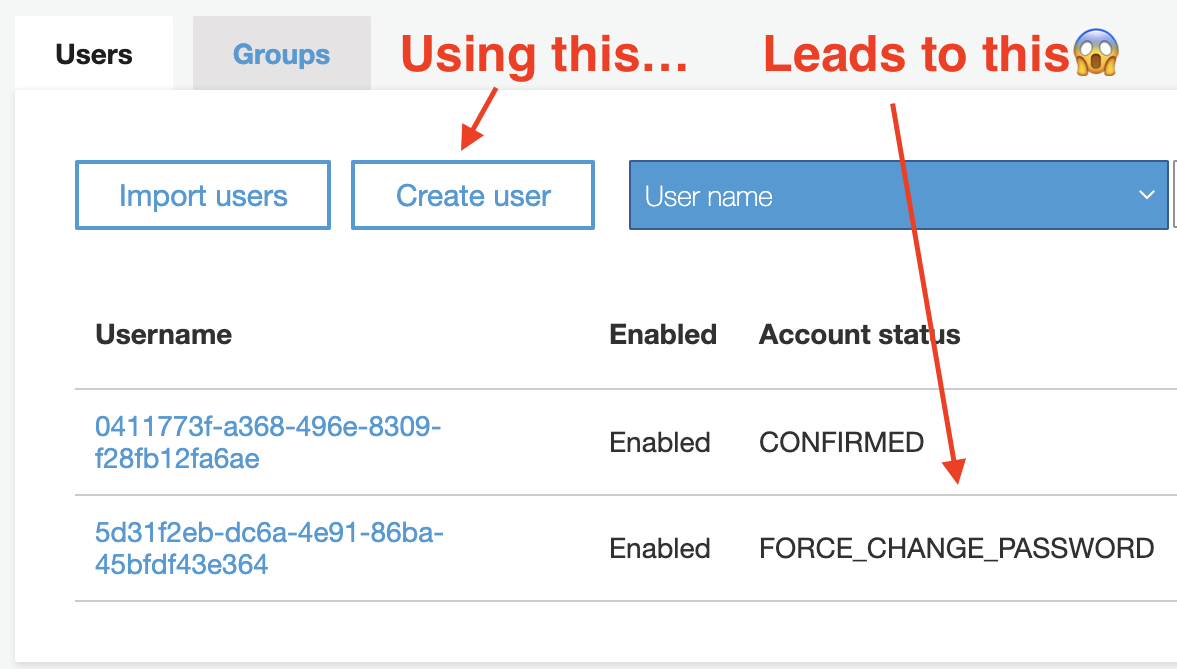 Users
Groups
Using this...
Leads to this😱
Import users
Create user
User name
Username
Enabled
Account status
0411773f-a368-496e-8309-
f28fb12fa6ae
Enabled
CONFIRMED
5d31f2eb-dc6a-4e91-86ba-
45bfdf43e364
Enabled
FORCE_CHANGE_PASSWORD